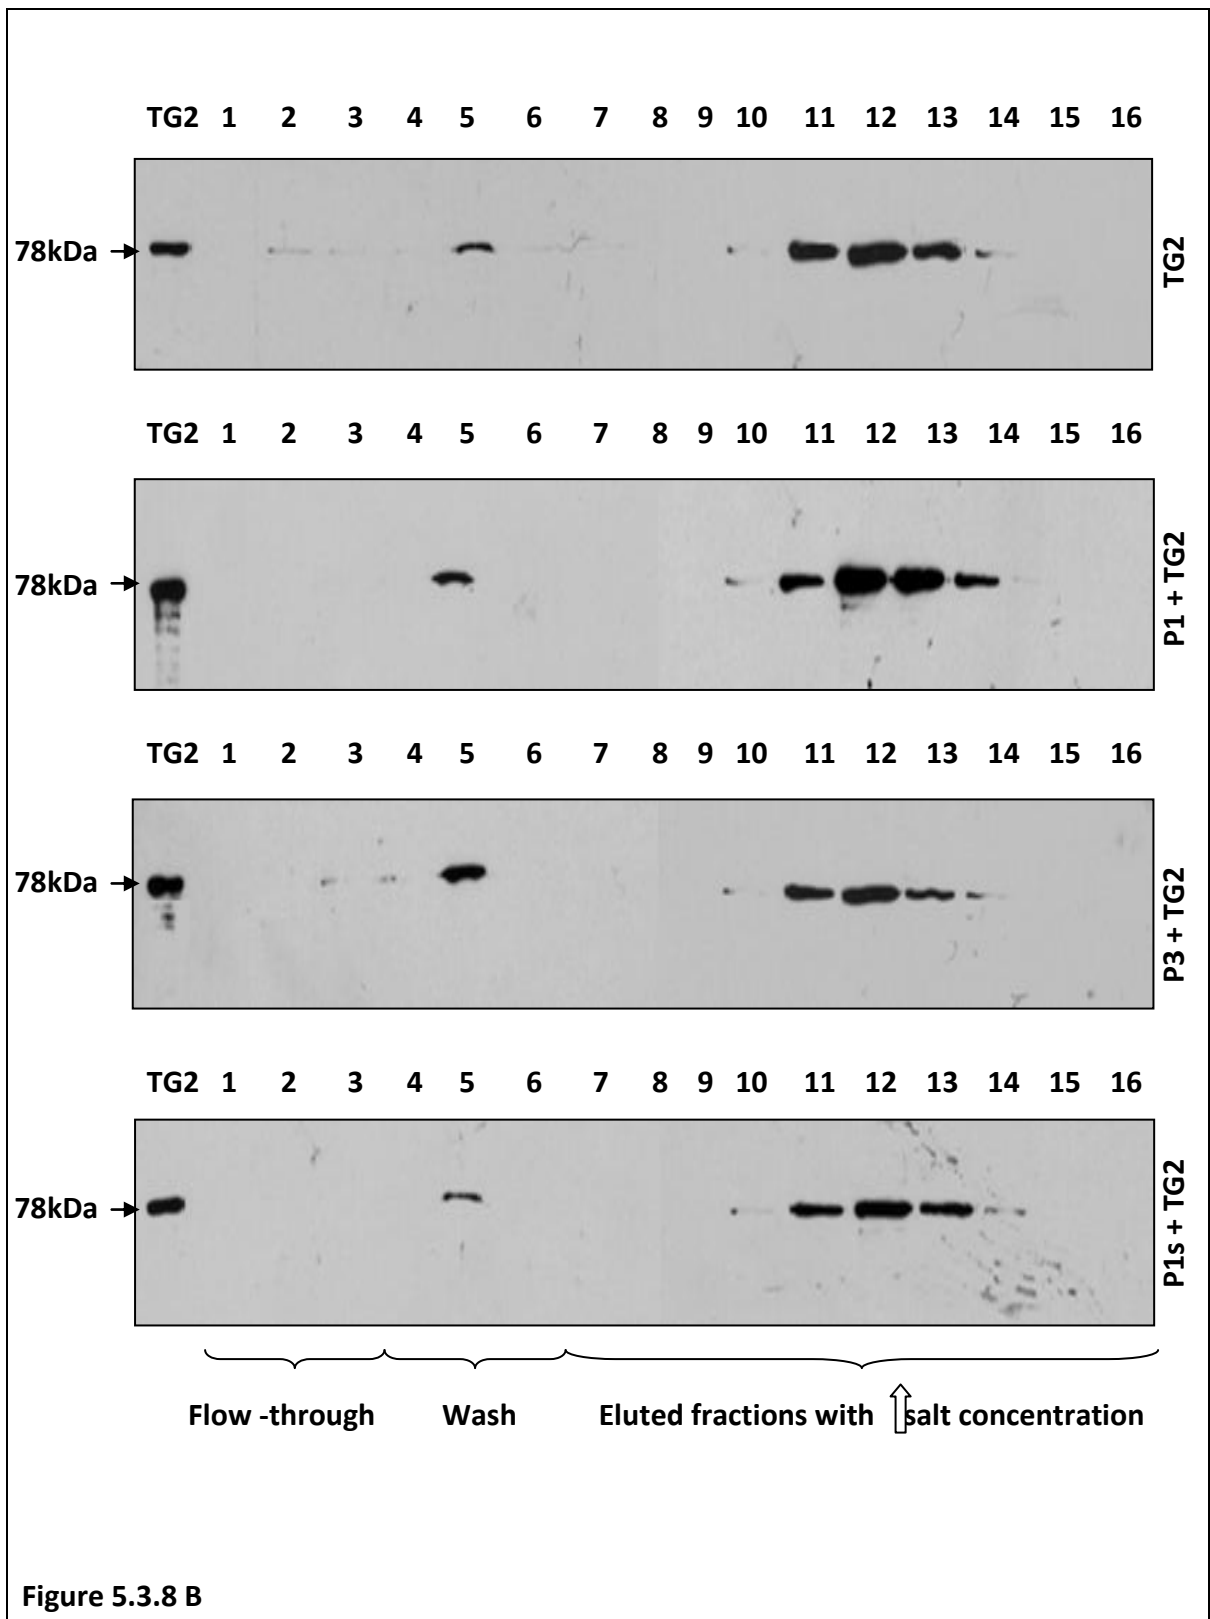 TG2 1 2 3 4 5 6 7 8 9 10 11 12 13 14 15 16
78kDa
TG2
TG2 1 2 3 4 5 6 7 8 9 10 11 12 13 14 15 16
78kDa
P1 + TG2
TG2 1 2 3 4 5 6 7 8 9 10 11 12 13 14 15 16
78kDa
P3 + TG2
TG2 1 2 3 4 5 6 7 8 9 10 11 12 13 14 15 16
78kDa
P1s + TG2
Flow -through Wash Eluted fractions with salt concentration
Figure 5.3.8 B